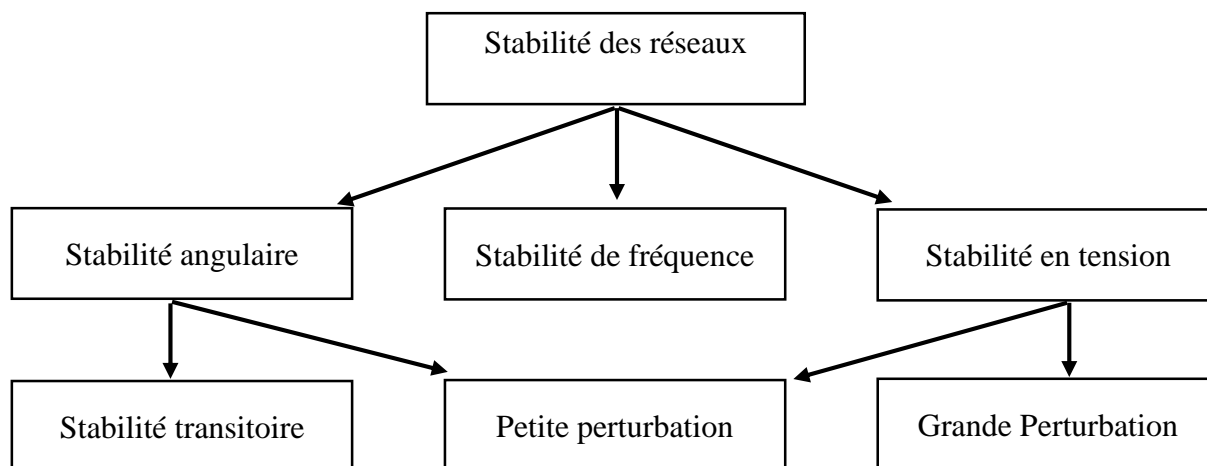 Stabilité des réseaux
Stabilité angulaire
Stabilité de fréquence
Stabilité en tension
Stabilité transitoire
Petite perturbation
Grande Perturbation